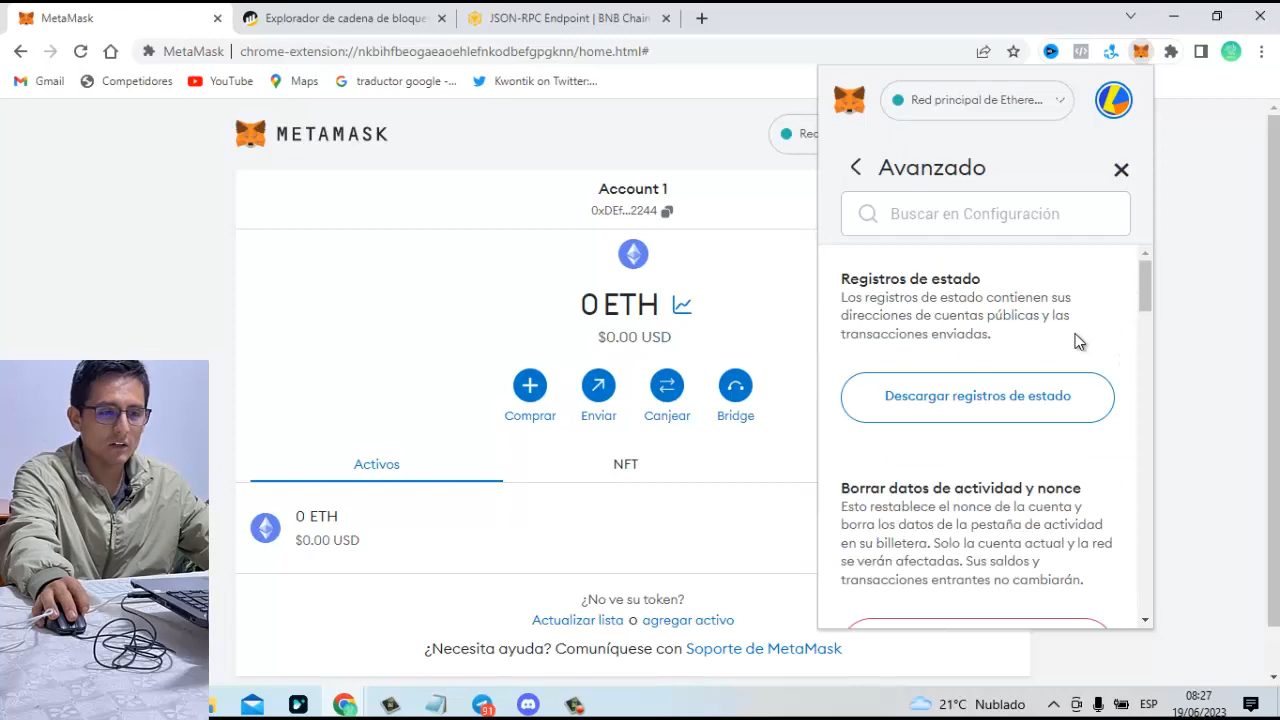 MetaMask
Explorador de cadena de bloque
JSON-RPC Endpoint | BNB Chain
MetaMask | chrome-extension://nkbihfbeogaeaoehlefnkodbefgpgknn/home.html#
Gmail
Competidores
YouTube
Maps
traductor google -...
Kwontik on Twitter:...
METAMASK
Red
Account 1
0xDEf...2244
0 ETH
$0.00 USD
Comprar
Enviar
Canjear
Bridge
Activos
NFT
0 ETH
$0.00 USD
¿No ve su token?
Actualizar lista o agregar activo
¿Necesita ayuda? Comuníquese con Soporte de MetaMask
Red principal de Ethere...
Avanzado
Buscar en Configuración
Registros de estado
Los registros de estado contienen sus
direcciones de cuentas públicas y las
transacciones enviadas.
Descargar registros de estado
Borrar datos de actividad y nonce
Esto restablece el nonce de la cuenta y
borra los datos de la pestaña de actividad
en su billetera. Solo la cuenta actual y la red
se verán afectadas. Sus saldos y
transacciones entrantes no cambiarán.
91
21°C Nublado
ESP
08:27
19/06/2023